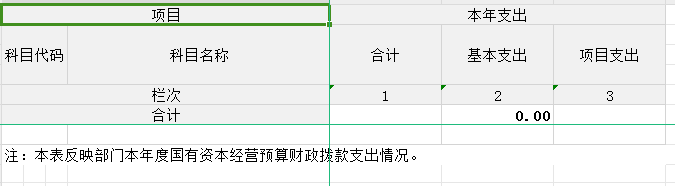 项目 本年支出
科目代码 科目名称 合计 基本支出 项目支出
栏次 1 2 3
合计 0.00
注：本表反映部门本年度国有资本经营预算财政拨款支出情况。